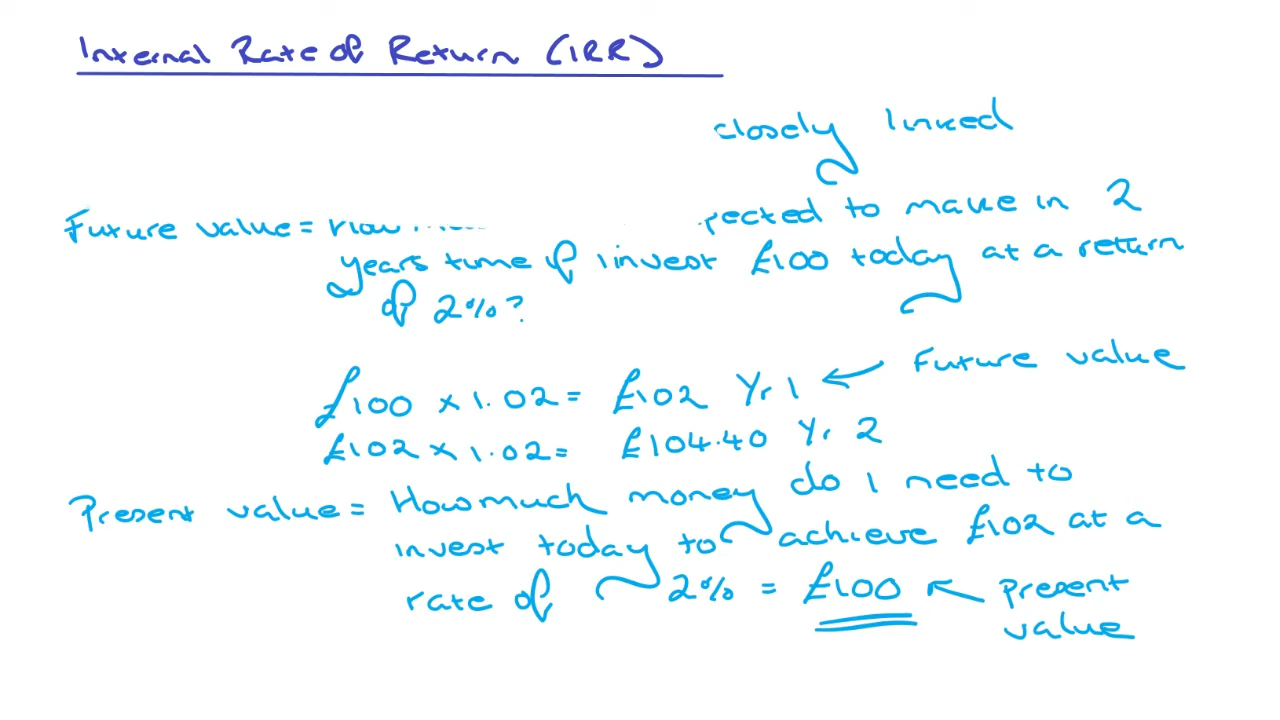 Internal Rate of Return (IRR)
closely linked
Future value = to make in 2
years time if I invest £100 today at a return
of 2%?
£100 x 1.02 = £102 Yr 1 ← Future value
£102 x 1.02 = £104.40 Yr 2
Present value = How much money do I need to
invest today to achieve £102 at a
rate of 2% = £100 ← Present
value